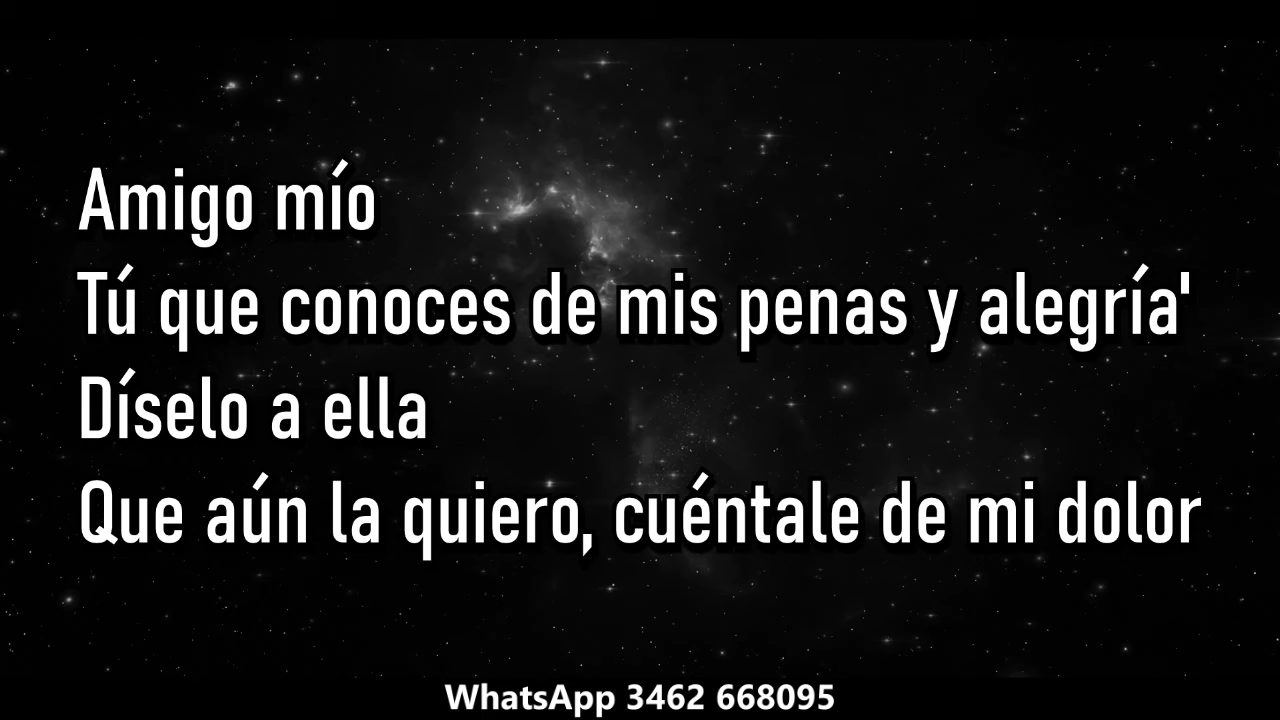 Amigo mío
Tú que conoces de mis penas y alegría'
Díselo a ella
Que aún la quiero, cuéntale de mi dolor
WhatsApp 3462 668095